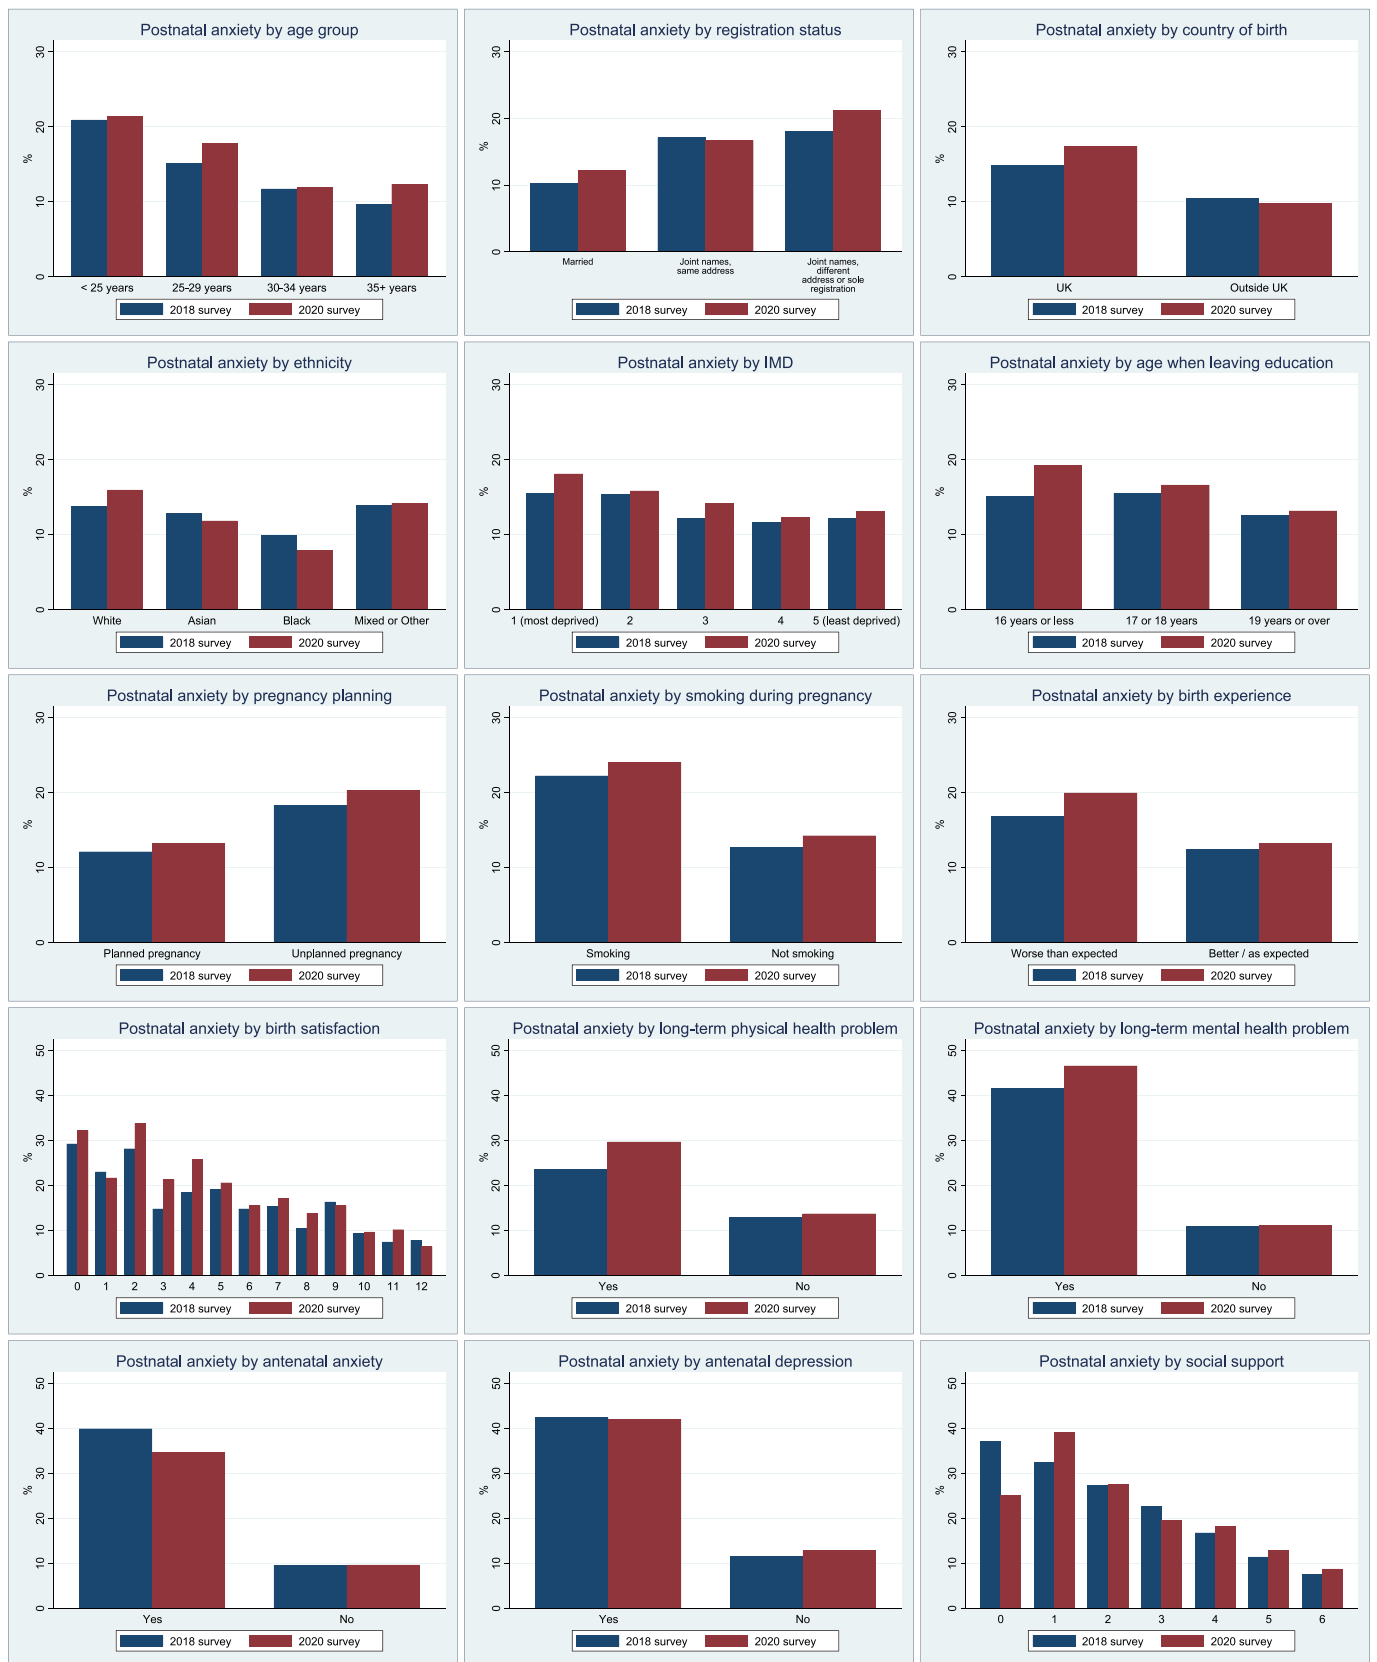 Postnatal anxiety by age group
30
20
%
10
0
< 25 years 25-29 years 30-34 years 35+ years
2018 survey 2020 survey
Postnatal anxiety by registration status
30
20
%
10
0
Married Joint names, Joint names,
same address different
address or sole
registration
2018 survey 2020 survey
Postnatal anxiety by country of birth
30
20
%
10
0
UK Outside UK
2018 survey 2020 survey
Postnatal anxiety by ethnicity
30
20
%
10
0
White Asian Black Mixed or Other
2018 survey 2020 survey
Postnatal anxiety by IMD
30
20
%
10
0
1 (most deprived) 2 3 4 5 (least deprived)
2018 survey 2020 survey
Postnatal anxiety by age when leaving education
30
20
%
10
0
16 years or less 17 or 18 years 19 years or over
2018 survey 2020 survey
Postnatal anxiety by pregnancy planning
30
20
%
10
0
Planned pregnancy Unplanned pregnancy
2018 survey 2020 survey
Postnatal anxiety by smoking during pregnancy
30
20
%
10
0
Smoking Not smoking
2018 survey 2020 survey
Postnatal anxiety by birth experience
30
20
%
10
0
Worse than expected Better / as expected
2018 survey 2020 survey
Postnatal anxiety by birth satisfaction
50
40
30
%
20
10
0
0 1 2 3 4 5 6 7 8 9 10 11 12
2018 survey 2020 survey
Postnatal anxiety by long-term physical health problem
50
40
30
%
20
10
0
Yes No
2018 survey 2020 survey
Postnatal anxiety by long-term mental health problem
50
40
30
%
20
10
0
Yes No
2018 survey 2020 survey
Postnatal anxiety by antenatal anxiety
50
40
30
%
20
10
0
Yes No
2018 survey 2020 survey
Postnatal anxiety by antenatal depression
50
40
30
%
20
10
0
Yes No
2018 survey 2020 survey
Postnatal anxiety by social support
50
40
30
%
20
10
0
0 1 2 3 4 5 6
2018 survey 2020 survey